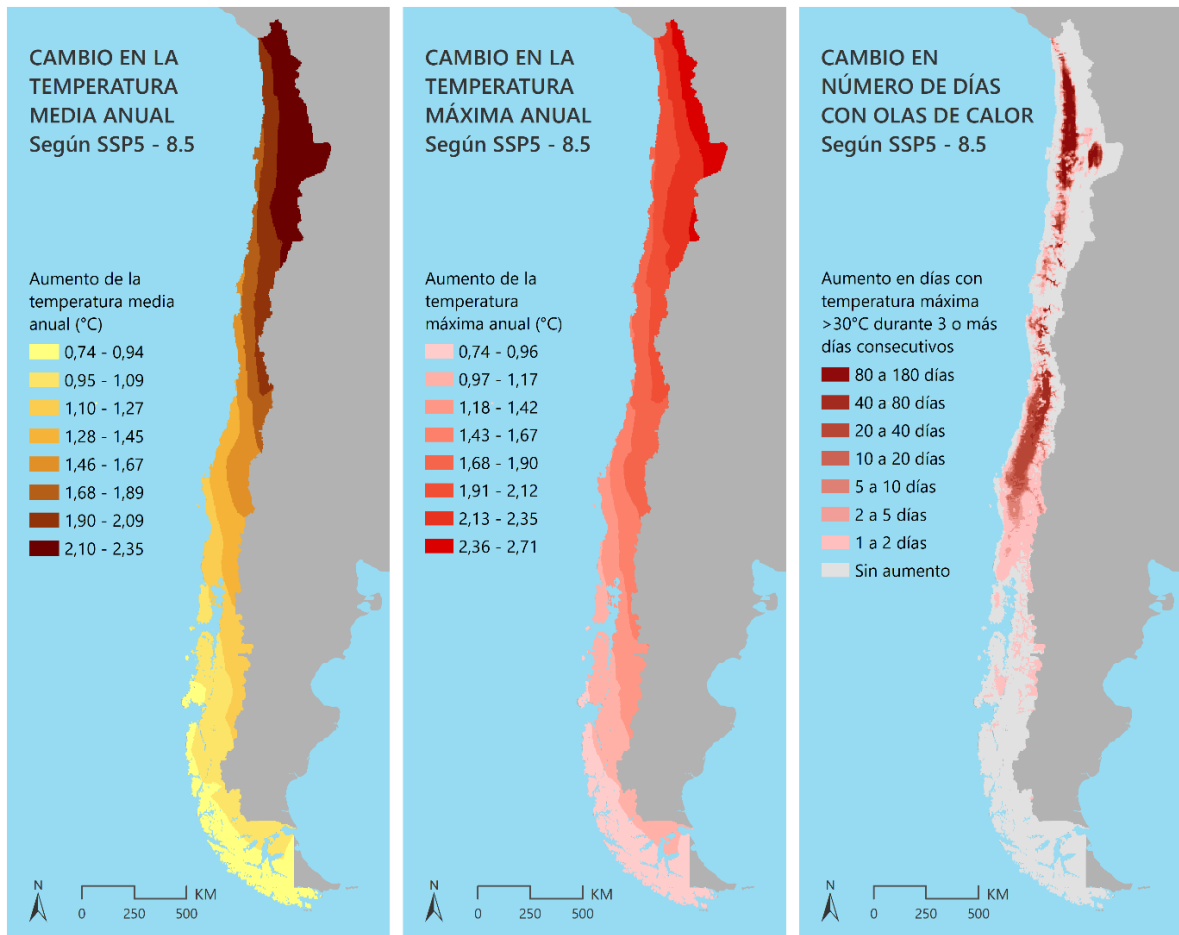 CAMBIO EN LA
TEMPERATURA
MEDIA ANUAL
Según SSP5 - 8.5
Aumento de la
temperatura media
anual (°C)
0,74 - 0,94
0,95 - 1,09
1,10 - 1,27
1,28 - 1,45
1,46 - 1,67
1,68 - 1,89
1,90 - 2,09
2,10 - 2,35
N
KM
0 250 500
CAMBIO EN LA
TEMPERATURA
MÁXIMA ANUAL
Según SSP5 - 8.5
Aumento de la
temperatura
máxima anual (°C)
0,74 - 0,96
0,97 - 1,17
1,18 - 1,42
1,43 - 1,67
1,68 - 1,90
1,91 - 2,12
2,13 - 2,35
2,36 - 2,71
N
KM
0 250 500
CAMBIO EN
NÚMERO DE DÍAS
CON OLAS DE CALOR
Según SSP5 - 8.5
Aumento en días con
temperatura máxima
>30°C durante 3 o más
días consecutivos
80 a 180 días
40 a 80 días
20 a 40 días
10 a 20 días
5 a 10 días
2 a 5 días
1 a 2 días
Sin aumento
N
KM
0 250 500